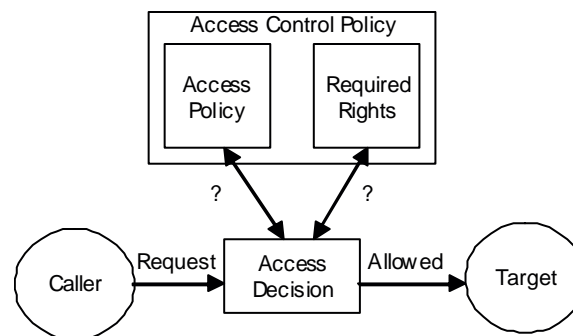 Access Control Policy
Access
Policy
Required
Rights
?
?
Caller
Request
Access
Decision
Allowed
Target